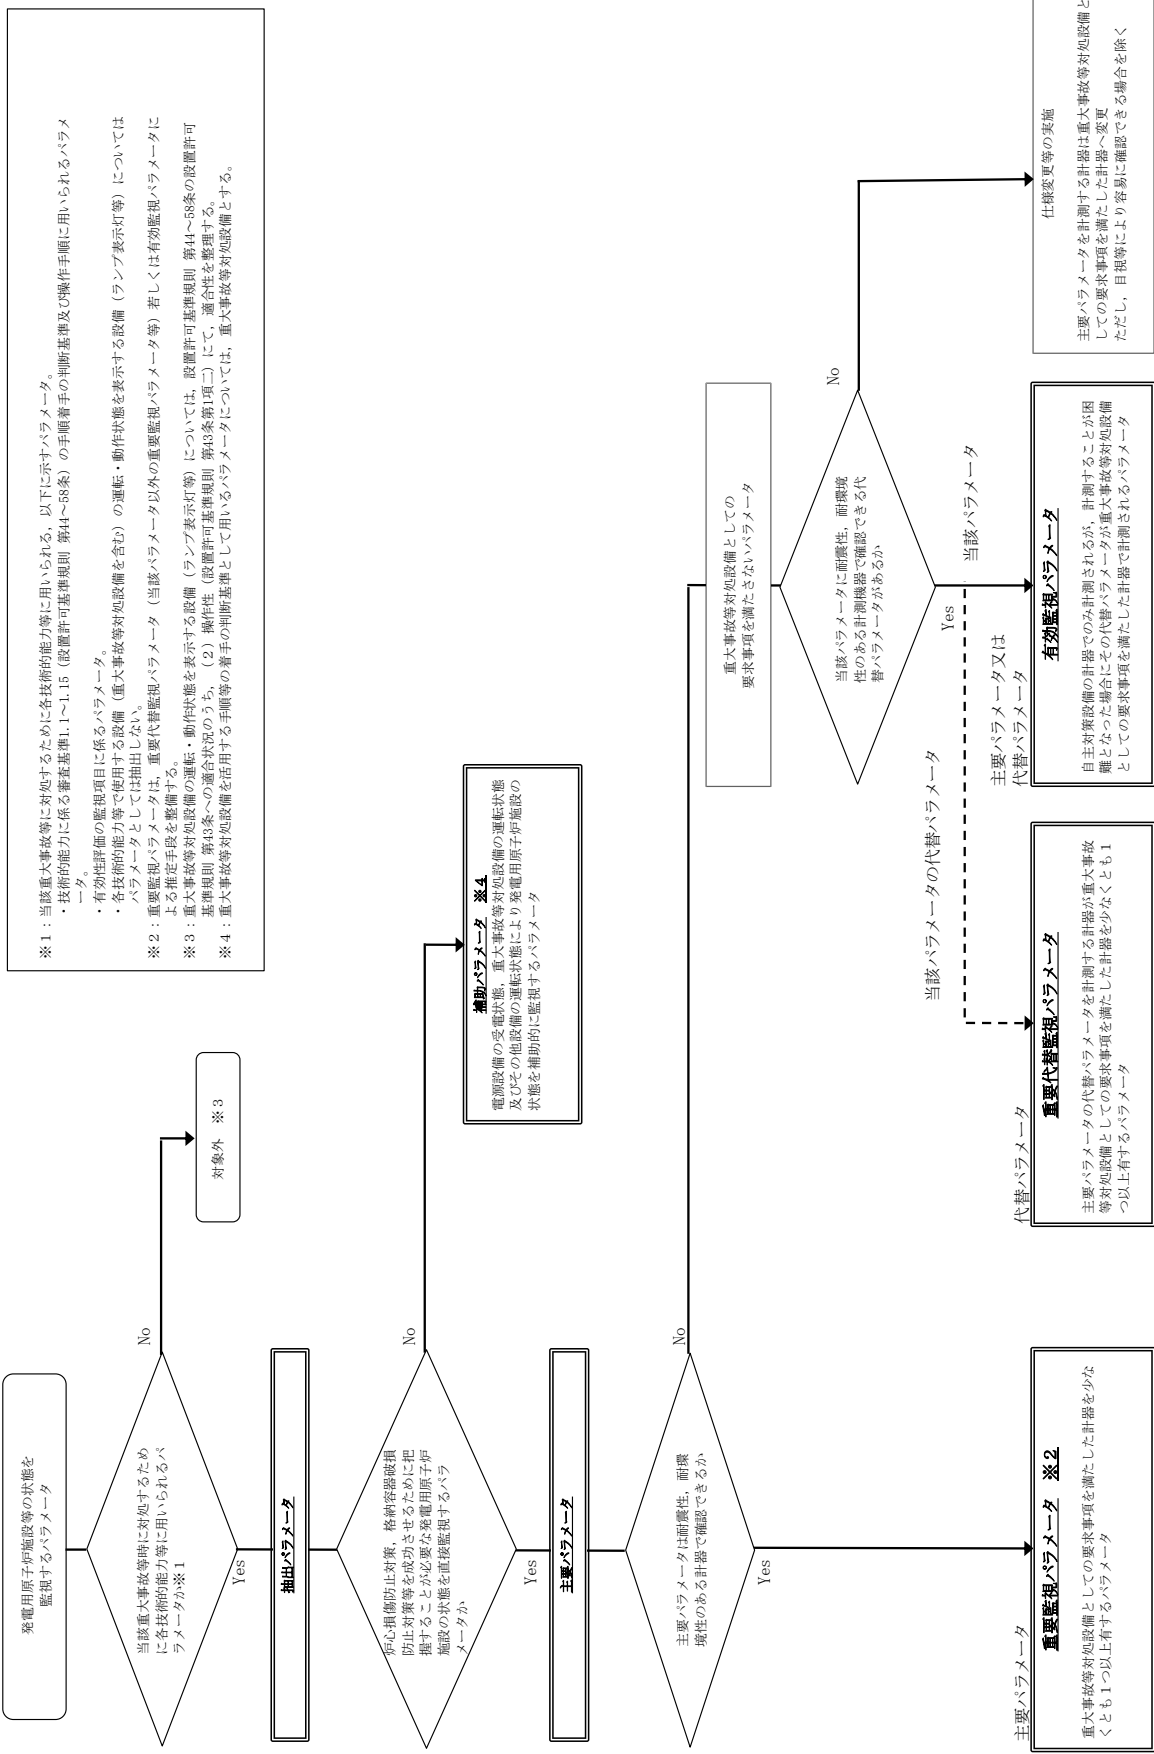 発電用原子炉施設等の状態を
監視するパラメータ
当該重大事故等時に対処するため
に各技術的能力等に用いられるパ
ラメータか※1
No
対象外 ※3
Yes
抽出パラメータ
炉心損傷防止対策，格納容器破損
防止対策等を成功させるために把
握することが必要な発電用原子炉
施設の状態を直接監視するパラ
メータか
No
補助パラメータ ※4
電源設備の受電状態，重大事故等対処設備の運転状態
及びその他設備の運転状態により発電用原子炉施設の
状態を補助的に監視するパラメータ
Yes
主要パラメータ
主要パラメータは耐震性，耐環
境性のある計器で確認できるか
No
重大事故等対処設備としての
要求事項を満たさないパラメータ
当該パラメータに耐震性，耐環境
性のある計測機器で確認できる代
替パラメータがあるか
No
Yes
Yes
当該パラメータの代替パラメータ
主要パラメータ又は
代替パラメータ
当該パラメータ
主要パラメータ
重要監視パラメータ ※2
重大事故等対処設備としての要求事項を満たした計器を少な
くとも1つ以上有するパラメータ
代替パラメータ
重要代替監視パラメータ
主要パラメータの代替パラメータを計測する計器が重大事故
等対処設備としての要求事項を満たした計器を少なくとも1
つ以上有するパラメータ
有効監視パラメータ
自主対策設備の計器でのみ計測されるが，計測することが困
難となった場合にその代替パラメータが重大事故等対処設備
としての要求事項を満たした計器で計測されるパラメータ
仕様変更等の実施
主要パラメータを計測する計器は重大事故等対処設備と
しての要求事項を満たした計器へ変更
ただし，目視等により容易に確認できる場合を除く
※1：当該重大事故等に対処するために各技術的能力等に用いられる，以下に示すパラメータ。
・技術的能力に係る審査基準1.1～1.15（設置許可基準規則 第44～58条）の手順着手の判断基準及び操作手順に用いられるパラメ
ータ。
・有効性評価の監視項目に係るパラメータ。
・各技術的能力等で使用する設備（重大事故等対処設備を含む）の運転・動作状態を表示する設備（ランプ表示灯等）については
パラメータとしては抽出しない。
※2：重要監視パラメータは，重要代替監視パラメータ（当該パラメータ以外の重要監視パラメータ等）若しくは有効監視パラメータに
よる推定手段を整備する。
※3：重大事故等対処設備の運転・動作状態を表示する設備（ランプ表示灯等）については，設置許可基準規則 第44～58条の設置許可
基準規則 第43条への適合状況のうち，（2）操作性（設置許可基準規則 第43条第1項二）にて，適合性を整理する。
※4：重大事故等対処設備を活用する手順等の着手の判断基準として用いるパラメータについては，重大事故等対処設備とする。